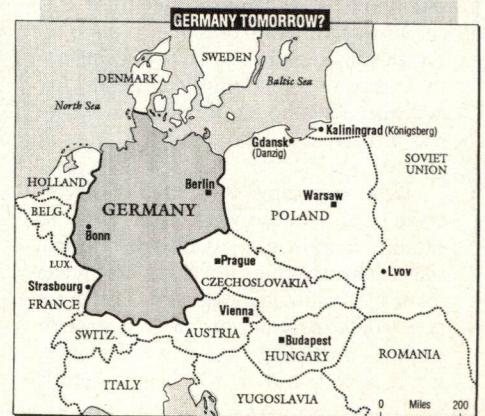 GERMANY TOMORROW?
SWEDEN
DENMARK
Baltic Sea
North Sea
Kaliningrad (Königsberg)
Gdansk
(Danzig)
SOVIET
UNION
HOLLAND
Berlin
Warsaw
GERMANY
POLAND
BELG.
Bonn
LUX.
Prague
Lvov
CZECHOSLOVAKIA
Strasbourg
FRANCE
Vienna
SWITZ.
AUSTRIA
Budapest
HUNGARY
ROMANIA
ITALY
YUGOSLAVIA
0 Miles 200